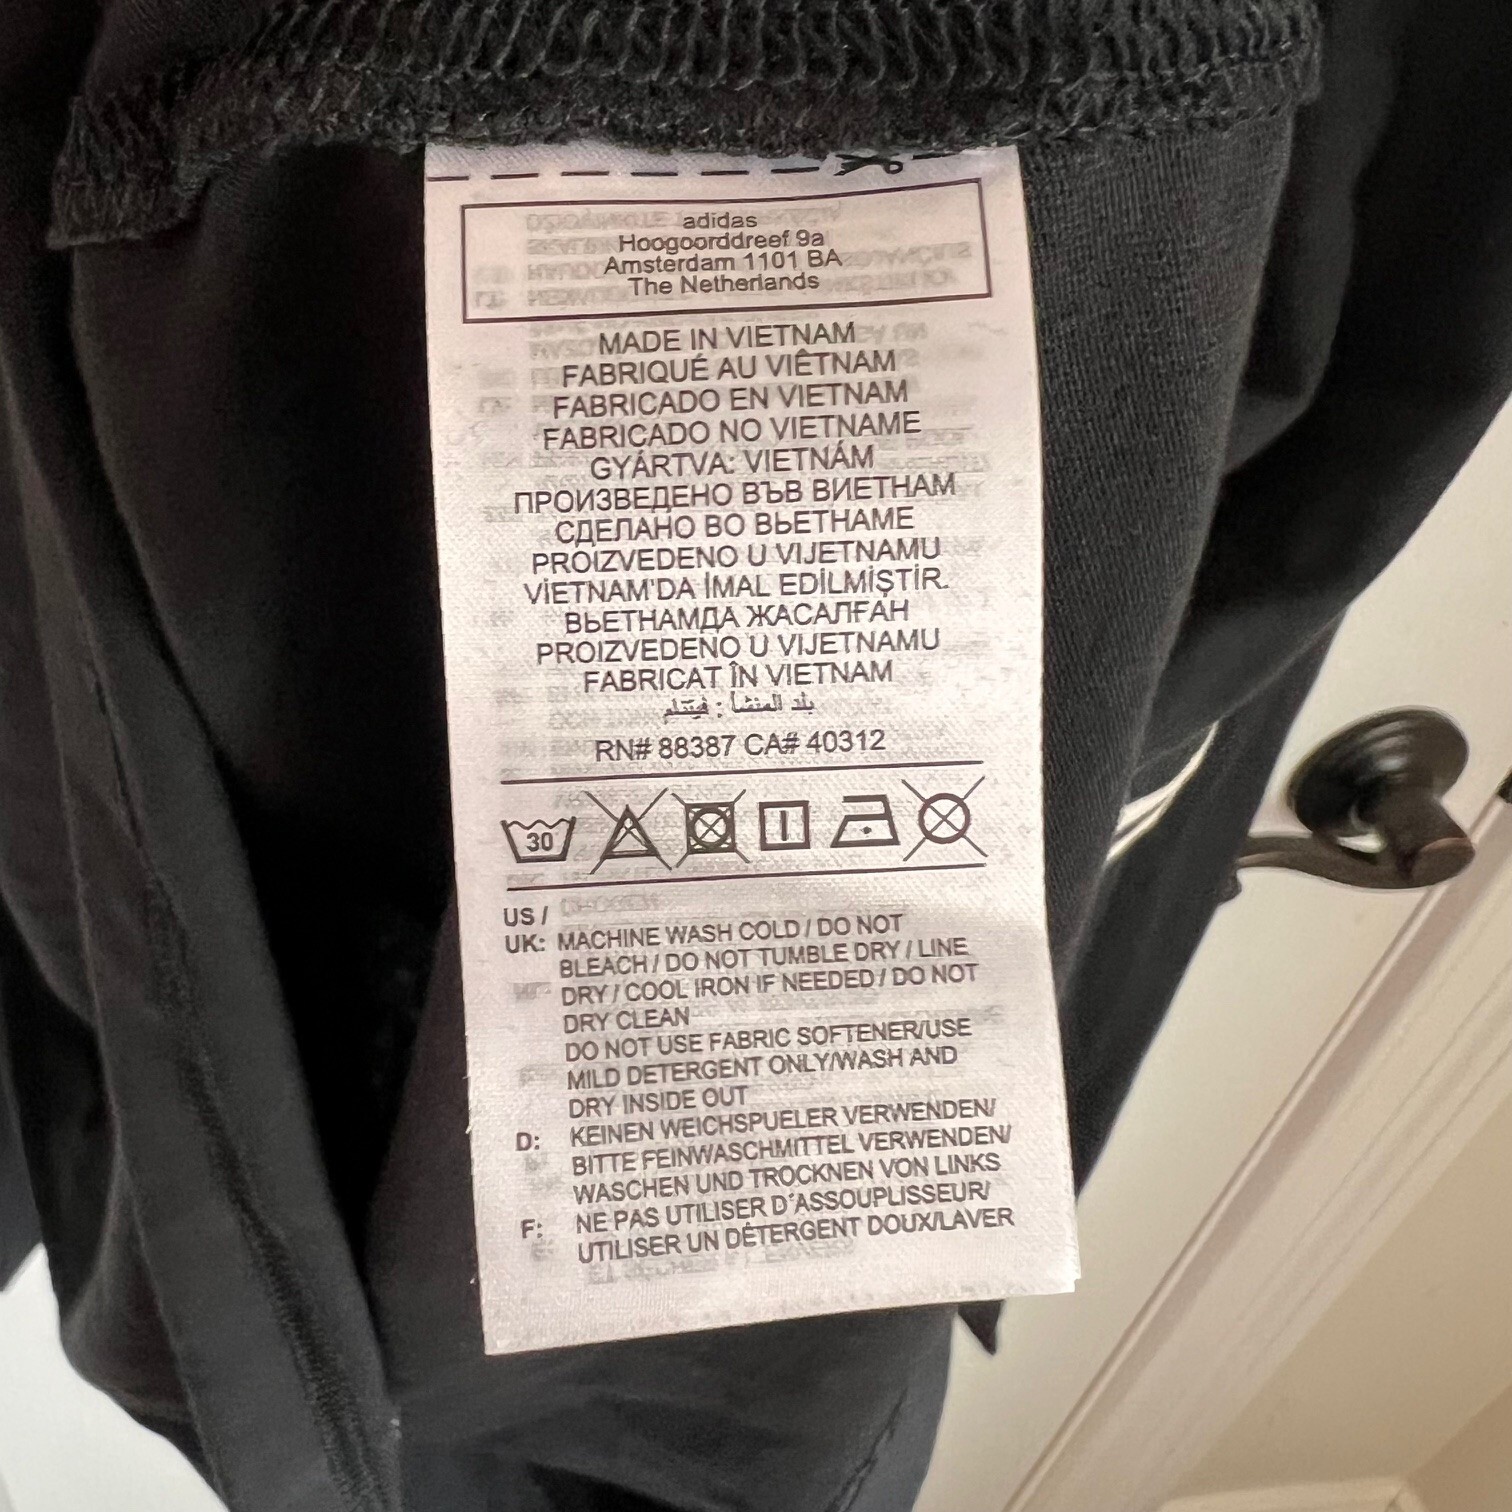 adidas
Hoogoorddreef 9a
Amsterdam 1101 BA
The Netherlands
MADE IN VIETNAM
FABRIQUÉ AU VIÊTNAM
FABRICADO EN VIETNAM
FABRICADO NO VIETNAME
GYÁRTVA: VIETNÁM
ПРОИЗВЕДЕНО ВЪВ ВИЕТНАМ
СДЕЛАНО ВО ВЬЕТНАМЕ
PROIZVEDENO U VIJETNAMU
VİETNAM'DA İMAL EDİLMİŞTİR.
ВЬЕТНАМДА ЖАСАЛҒАН
PROIZVEDENO U VIJETNAMU
FABRICAT ÎN VIETNAM
بلد المنشأ : فيتنام
RN# 88387 CA# 40312
30
US /
UK: MACHINE WASH COLD / DO NOT
BLEACH / DO NOT TUMBLE DRY / LINE
DRY / COOL IRON IF NEEDED / DO NOT
DRY CLEAN
DO NOT USE FABRIC SOFTENER/USE
MILD DETERGENT ONLY/WASH AND
DRY INSIDE OUT
D: KEINEN WEICHSPUELER VERWENDEN/
BITTE FEINWASCHMITTEL VERWENDEN/
WASCHEN UND TROCKNEN VON LINKS
F: NE PAS UTILISER D'ASSOUPLISSEUR/
UTILISER UN DÉTERGENT DOUX/LAVER